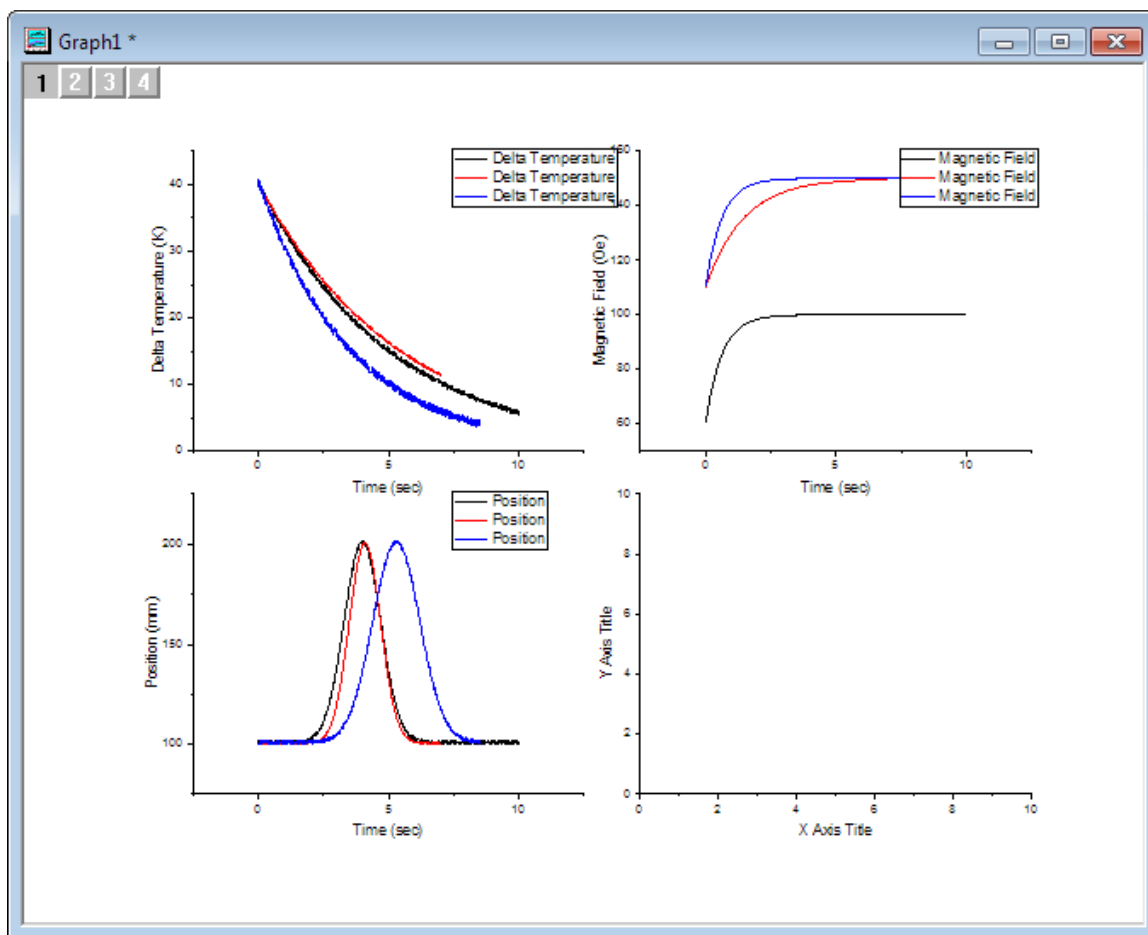 Graph1 *
1 2 3 4
Delta Temperature
Delta Temperature
Delta Temperature
40
30
20
10
0
Delta Temperature (K)
0 5 10
Time (sec)
Magnetic Field
Magnetic Field
Magnetic Field
160
140
120
100
80
60
Magnetic Field (Oe)
0 5 10
Time (sec)
Position
Position
Position
200
150
100
Position (mm)
0 5 10
Time (sec)
10
8
6
4
2
0
Y Axis Title
0 2 4 6 8 10
X Axis Title